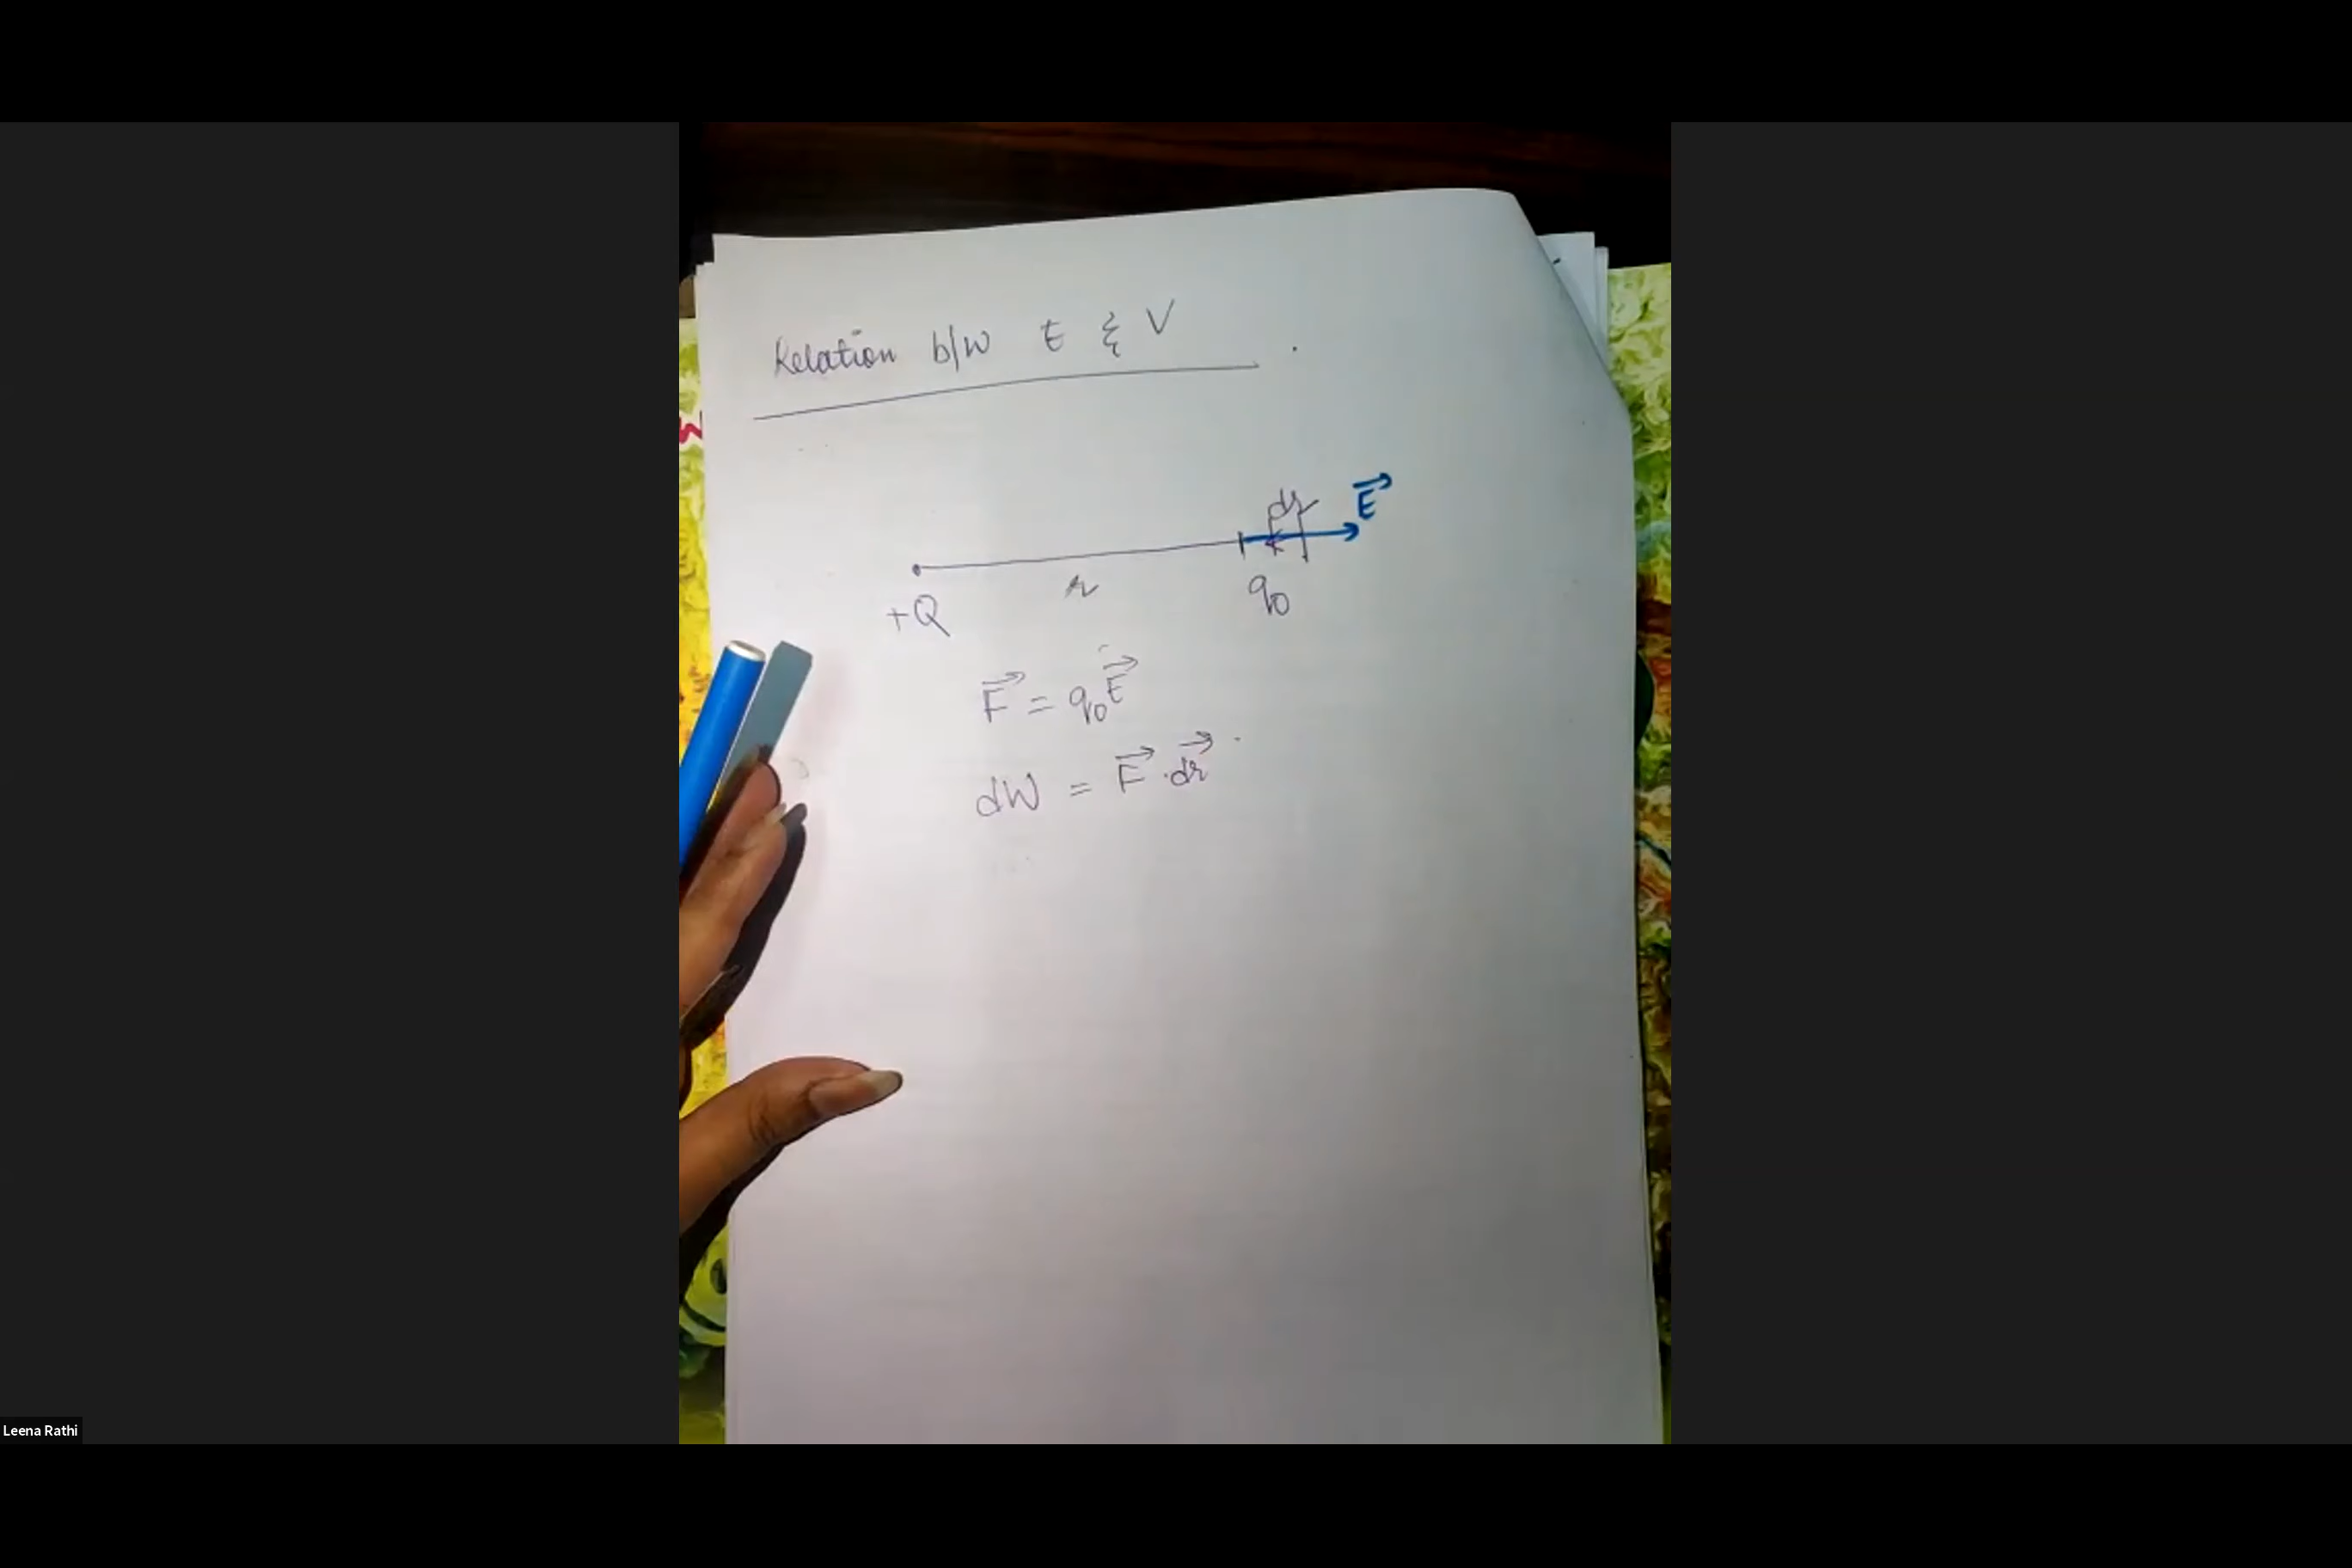 Relation b/w E & V
dr
E
r
+Q
q0
F = q0E
dW = F . dr
Leena Rathi